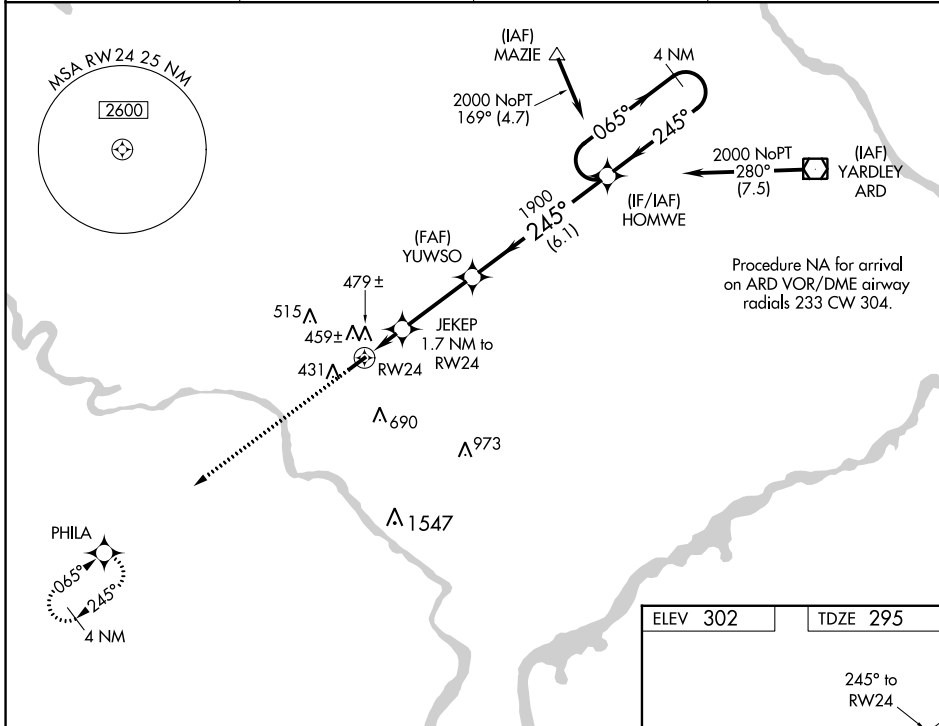 MSA RW24 25 NM
2600
(IAF)
MAZIE
4 NM
2000 NoPT
169° (4.7)
065°
245°
2000 NoPT
280°
(7.5)
(IAF)
YARDLEY
ARD
(IF/IAF)
HOMWE
1900
245°
(6.1)
(FAF)
YUWSO
Procedure NA for arrival
on ARD VOR/DME airway
radials 233 CW 304.
479±
515
459±
JEKEP
1.7 NM to
RW24
431
RW24
690
973
1547
PHILA
065°
245°
4 NM
ELEV 302
TDZE 295
245° to
RW24